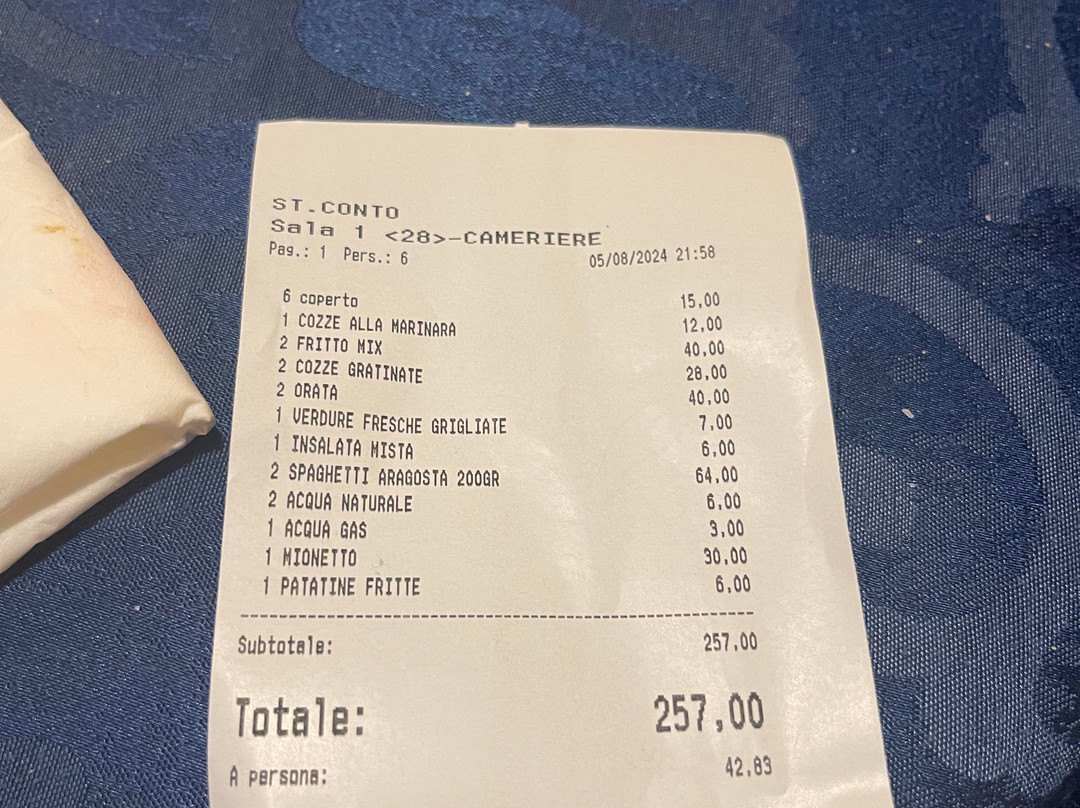 ST.CONTO
Sala 1 <28>-CAMERIERE
Pag.: 1 Pers.: 6 05/08/2024 21:58
6 coperto 15,00
1 COZZE ALLA MARINARA 12,00
2 FRITTO MIX 40,00
2 COZZE GRATINATE 28,00
2 ORATA 40,00
1 VERDURE FRESCHE GRIGLIATE 7,00
1 INSALATA MISTA 6,00
2 SPAGHETTI ARAGOSTA 200GR 64,00
2 ACQUA NATURALE 6,00
1 ACQUA GAS 3,00
1 MIONETTO 30,00
1 PATATINE FRITTE 6,00
Subtotale: 257,00
Totale: 257,00
A persona: 42,83